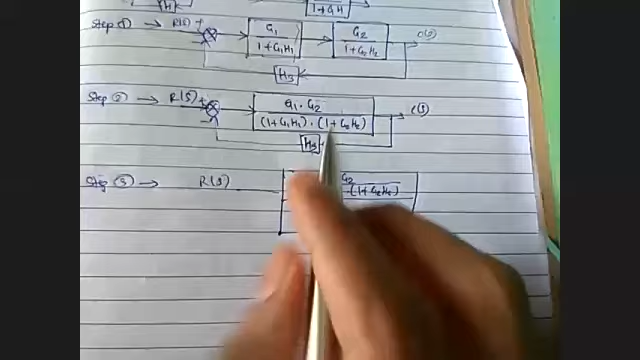 H
1+G1H
Step ① → R(S) + G1 G2 C(S)
1+G1H1 1+G2H2
H3
Step ② → R(S) + G1 . G2 C(S)
(1+G1H1) . (1+G2H2)
H3
Step ③ → R(S) G2
(1+G2H2)